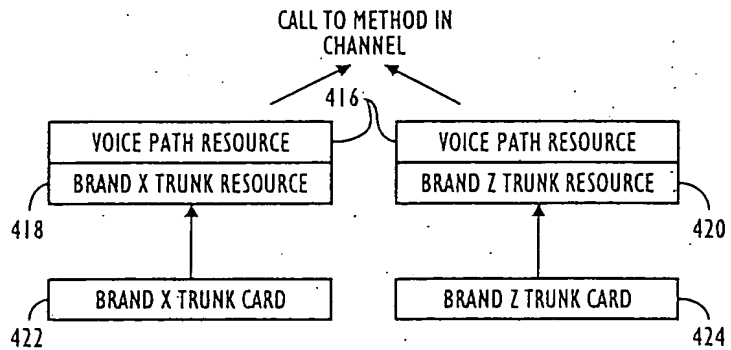 CALL TO METHOD IN
CHANNEL
416
VOICE PATH RESOURCE
VOICE PATH RESOURCE
BRAND X TRUNK RESOURCE
BRAND Z TRUNK RESOURCE
418
420
BRAND X TRUNK CARD
BRAND Z TRUNK CARD
422
424